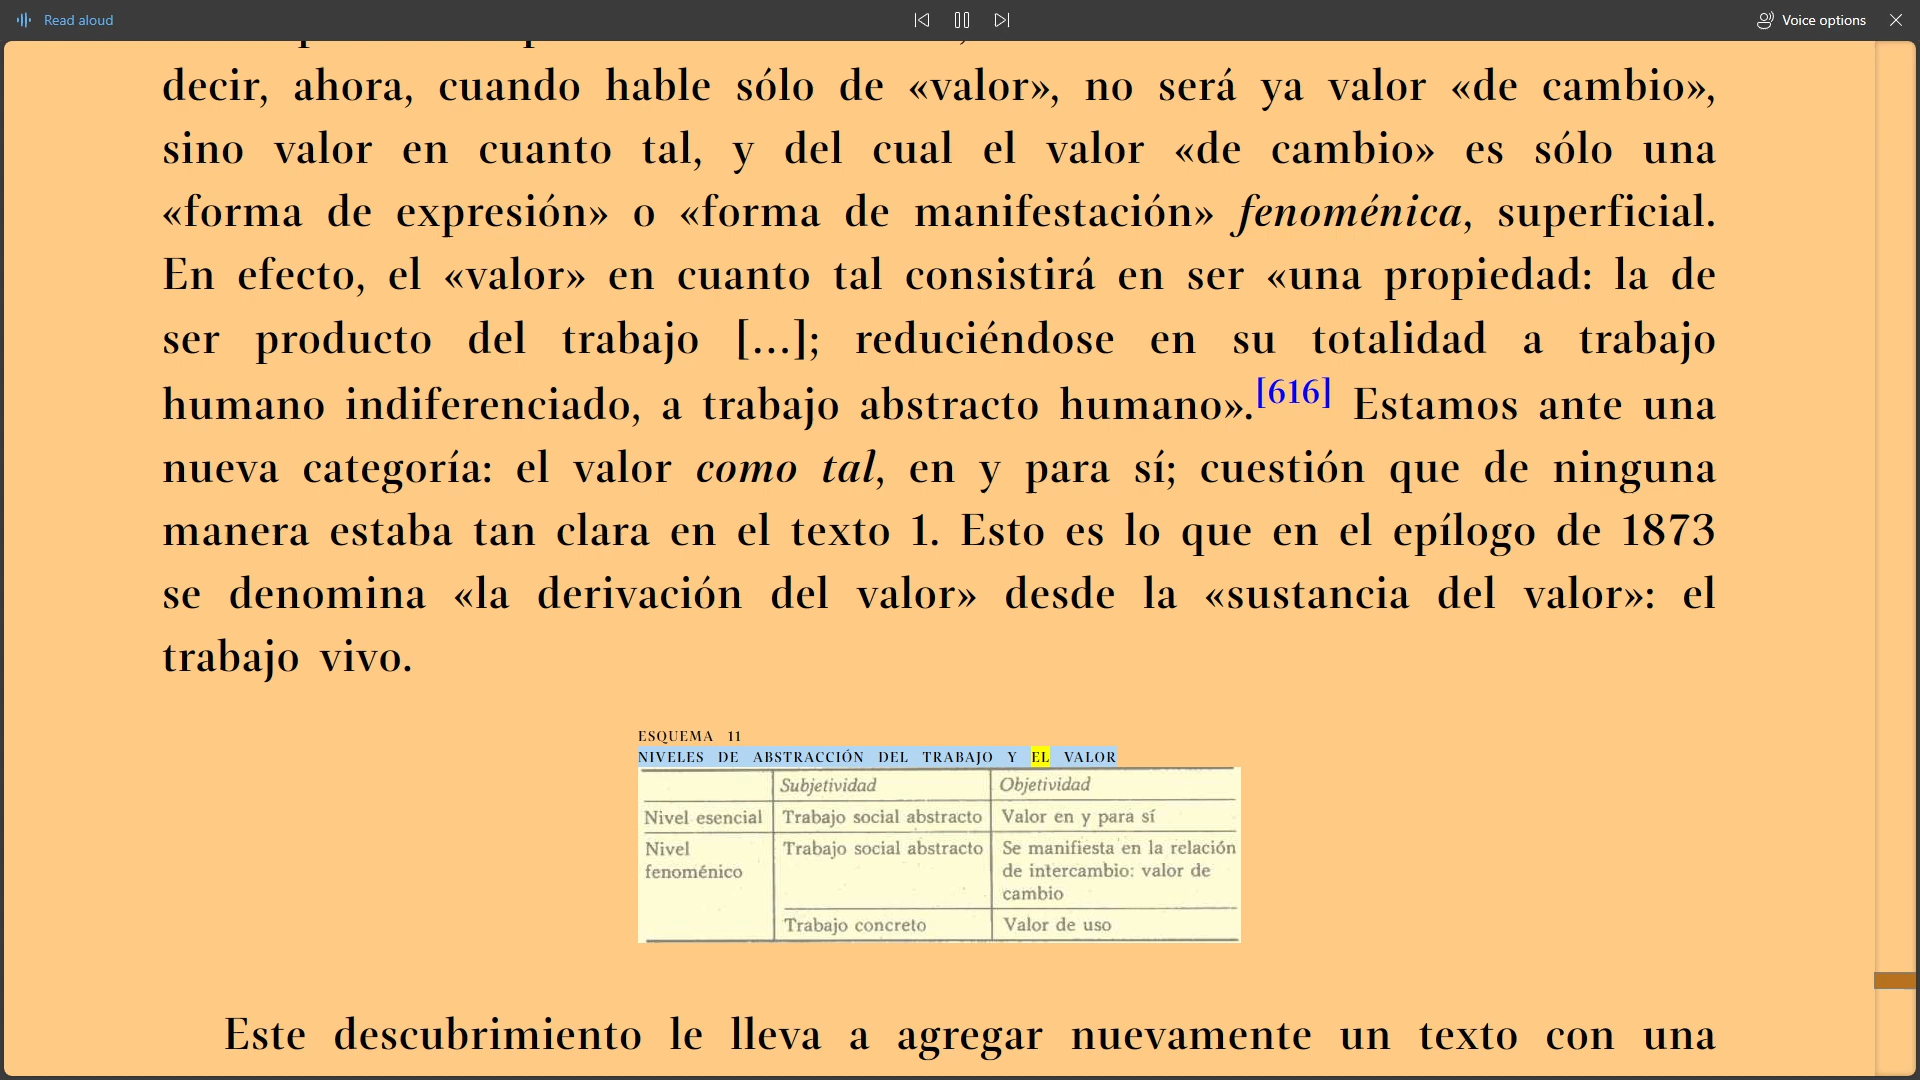 Read aloud
Voice options
decir, ahora, cuando hable sólo de «valor», no será ya valor «de cambio»,
sino valor en cuanto tal, y del cual el valor «de cambio» es sólo una
«forma de expresión» o «forma de manifestación» fenoménica, superficial.
En efecto, el «valor» en cuanto tal consistirá en ser «una propiedad: la de
ser producto del trabajo [...]; reduciéndose en su totalidad a trabajo
humano indiferenciado, a trabajo abstracto humano».[616] Estamos ante una
nueva categoría: el valor como tal, en y para sí; cuestión que de ninguna
manera estaba tan clara en el texto 1. Esto es lo que en el epílogo de 1873
se denomina «la derivación del valor» desde la «sustancia del valor»: el
trabajo vivo.
ESQUEMA 11
NIVELES DE ABSTRACCIÓN DEL TRABAJO Y EL VALOR
Subjetividad Objetividad
Nivel esencial Trabajo social abstracto Valor en y para sí
Nivel Trabajo social abstracto Se manifiesta en la relación
fenoménico de intercambio: valor de
cambio
Trabajo concreto Valor de uso
Este descubrimiento le lleva a agregar nuevamente un texto con una